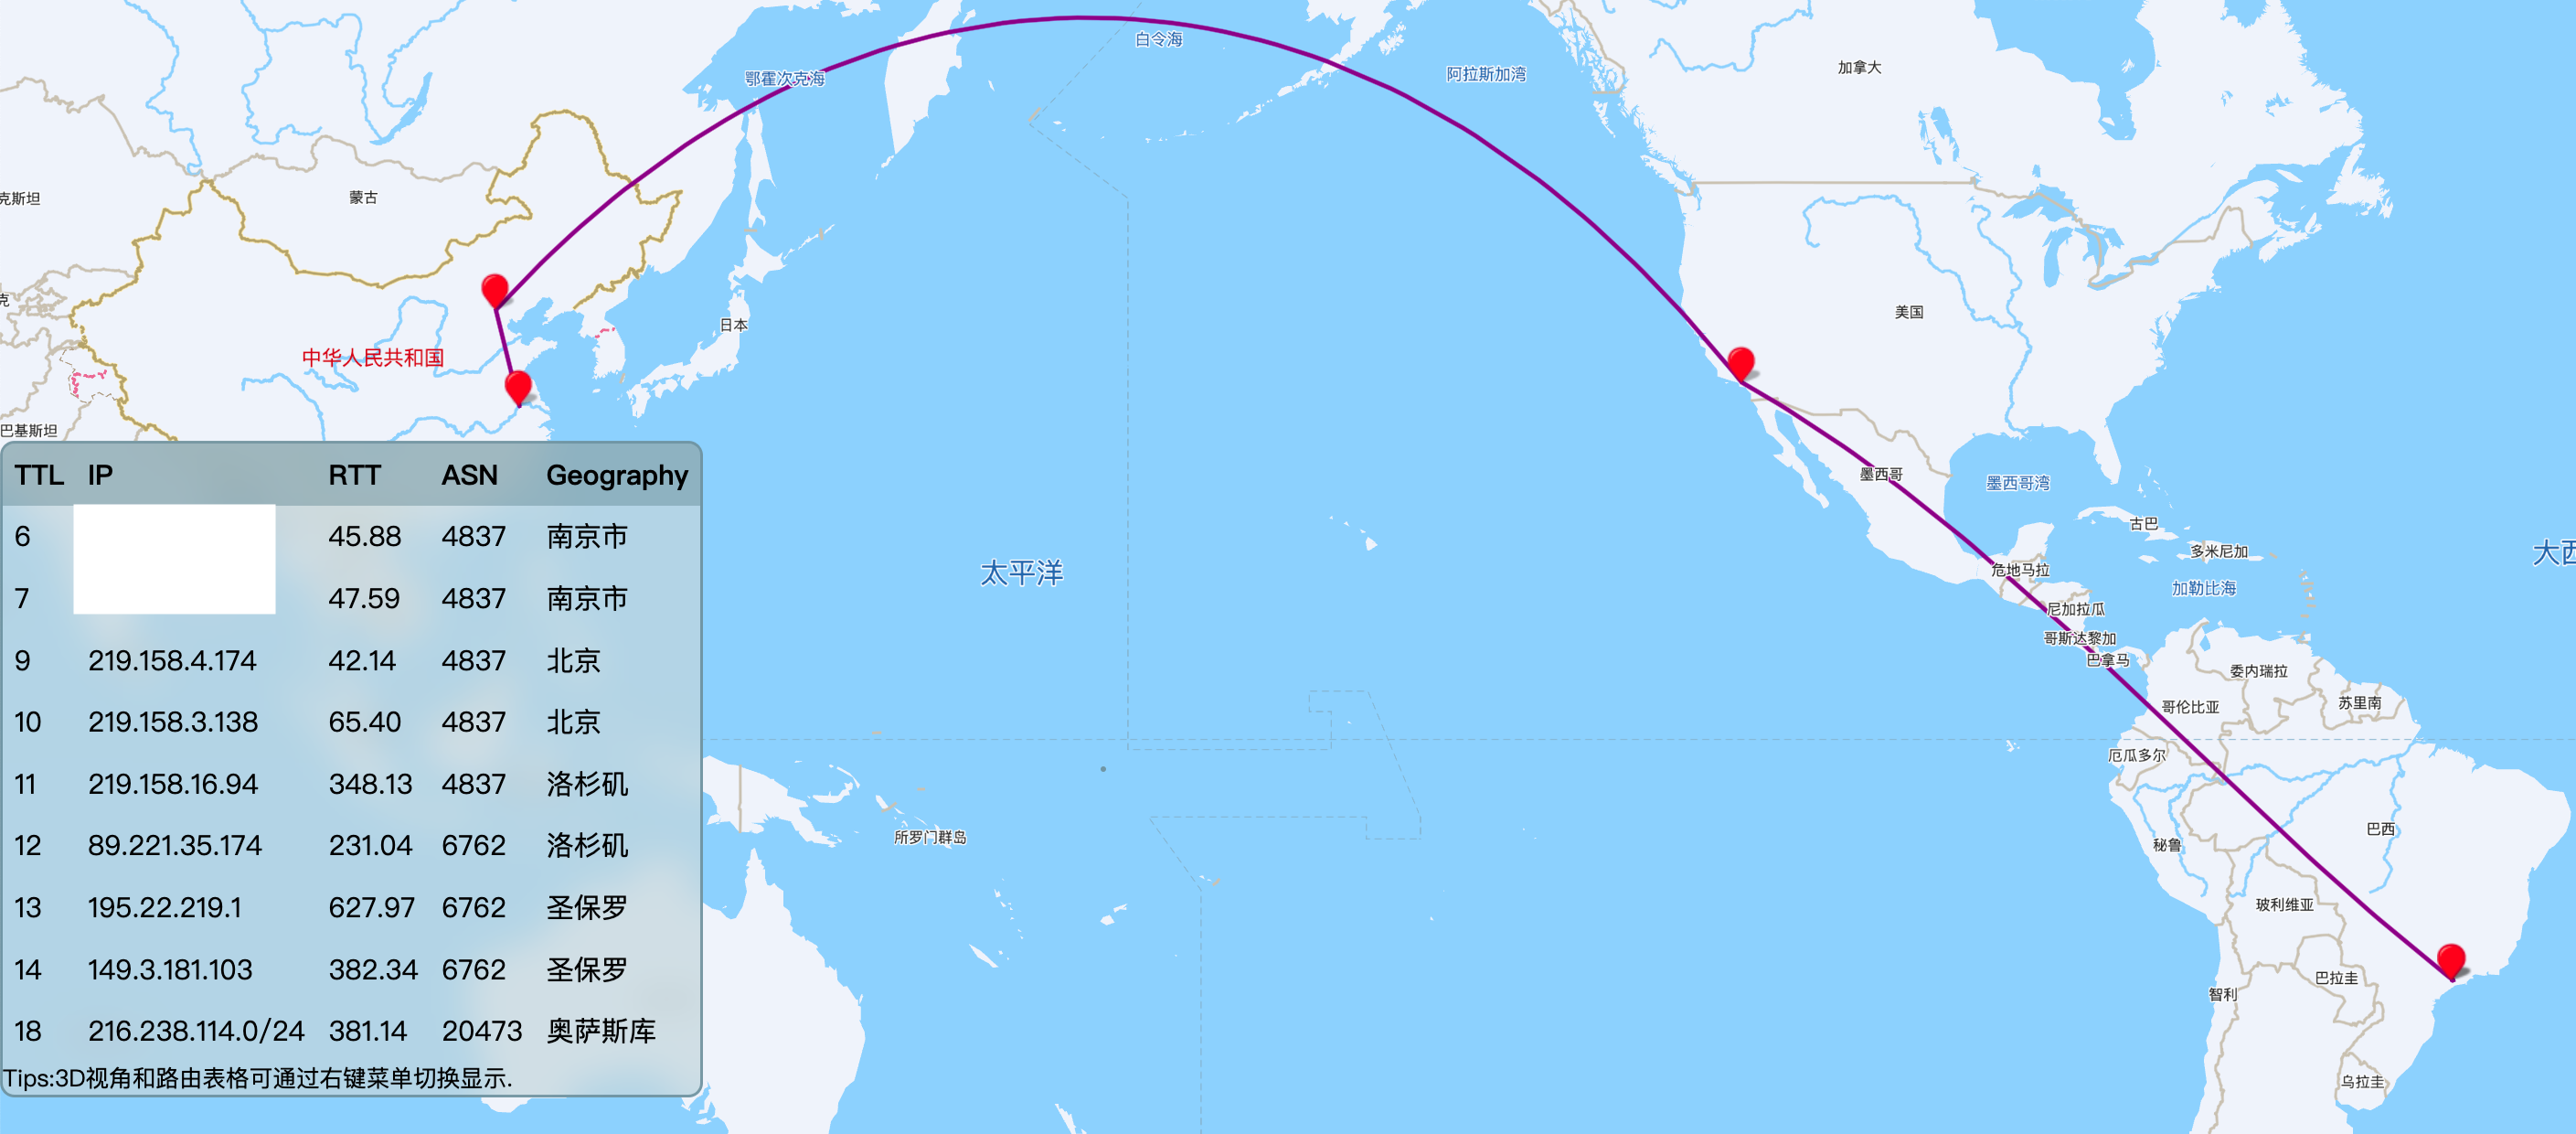 白令海
鄂霍次克海
阿拉斯加湾
加拿大
克斯坦
蒙古
克
日本
美国
中华人民共和国
巴基斯坦
墨西哥
墨西哥湾
古巴
多米尼加
大西
太平洋
危地马拉
加勒比海
尼加拉瓜
哥斯达黎加
巴拿马
委内瑞拉
哥伦比亚
苏里南
厄瓜多尔
所罗门群岛
巴西
秘鲁
玻利维亚
巴拉圭
智利
乌拉圭
TTL IP RTT ASN Geography
6 45.88 4837 南京市
7 47.59 4837 南京市
9 219.158.4.174 42.14 4837 北京
10 219.158.3.138 65.40 4837 北京
11 219.158.16.94 348.13 4837 洛杉矶
12 89.221.35.174 231.04 6762 洛杉矶
13 195.22.219.1 627.97 6762 圣保罗
14 149.3.181.103 382.34 6762 圣保罗
18 216.238.114.0/24 381.14 20473 奥萨斯库
Tips:3D视角和路由表格可通过右键菜单切换显示.